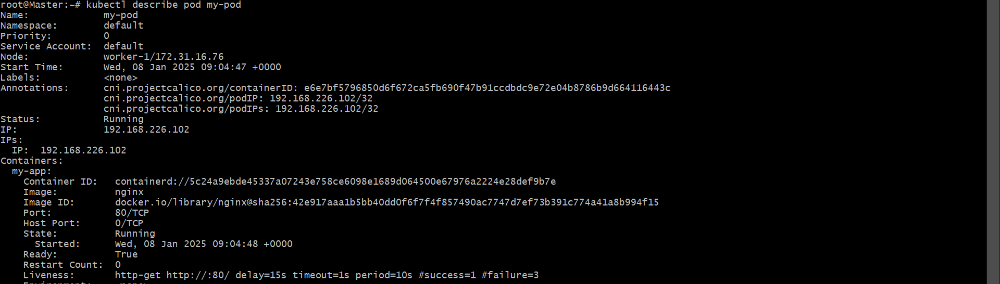 root@Master:~# kubectl describe pod my-pod
Name:             my-pod
Namespace:        default
Priority:         0
Service Account:  default
Node:             worker-1/172.31.16.76
Start Time:       Wed, 08 Jan 2025 09:04:47 +0000
Labels:           <none>
Annotations:      cni.projectcalico.org/containerID: e6e7bf5796850d6f672ca5fb690f47b91ccdbdc9e72e04b8786b9d664116443c
                  cni.projectcalico.org/podIP: 192.168.226.102/32
                  cni.projectcalico.org/podIPs: 192.168.226.102/32
Status:           Running
IP:               192.168.226.102
IPs:
  IP:  192.168.226.102
Containers:
  my-app:
    Container ID:   containerd://5c24a9ebde45337a07243e758ce6098e1689d064500e67976a2224e28def9b7e
    Image:          nginx
    Image ID:       docker.io/library/nginx@sha256:42e917aaa1b5bb40dd0f6f7f4f857490ac7747d7ef73b391c774a41a8b994f15
    Port:           80/TCP
    Host Port:      0/TCP
    State:          Running
      Started:      Wed, 08 Jan 2025 09:04:48 +0000
    Ready:          True
    Restart Count:  0
    Liveness:       http-get http://:80/ delay=15s timeout=1s period=10s #success=1 #failure=3